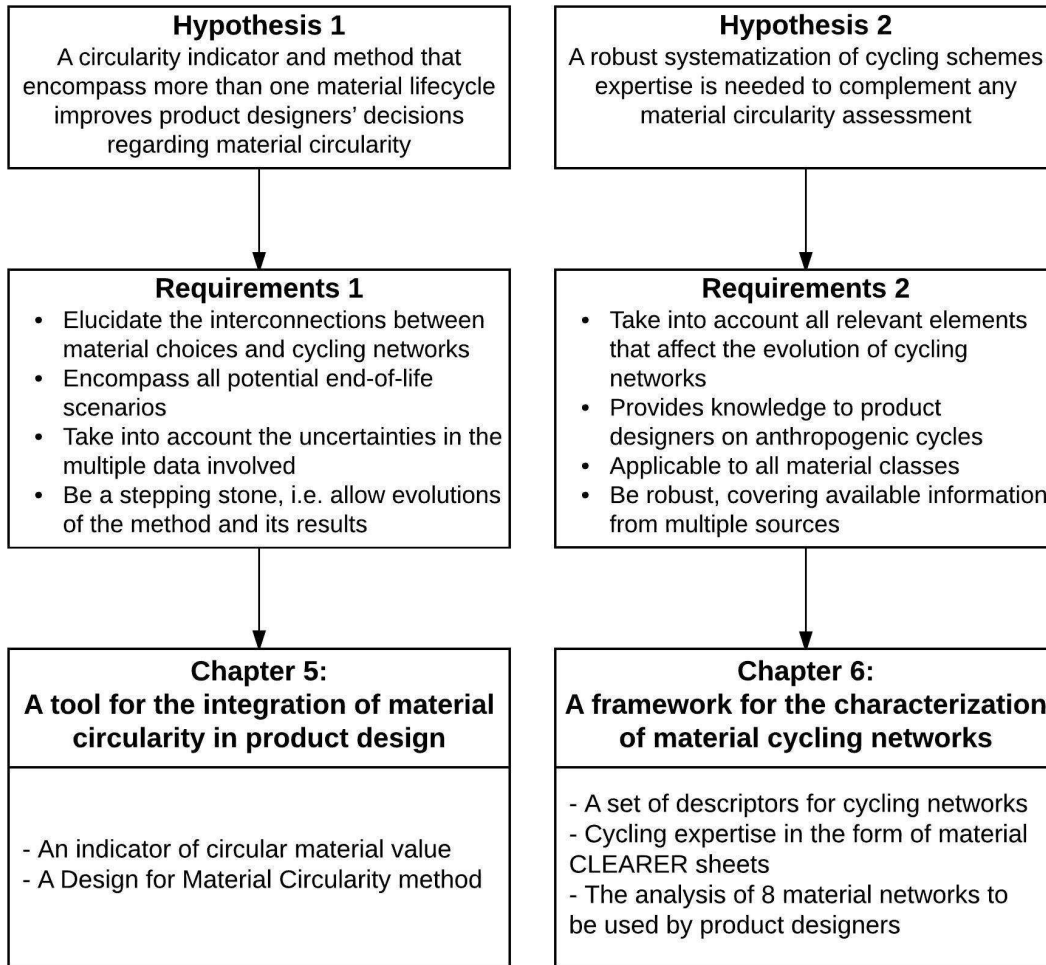 Hypothesis 1
A circularity indicator and method that
encompass more than one material lifecycle
improves product designers’ decisions
regarding material circularity
Hypothesis 2
A robust systematization of cycling schemes
expertise is needed to complement any
material circularity assessment
Requirements 1
• Elucidate the interconnections between
material choices and cycling networks
• Encompass all potential end-of-life
scenarios
• Take into account the uncertainties in the
multiple data involved
• Be a stepping stone, i.e. allow evolutions
of the method and its results
Requirements 2
• Take into account all relevant elements
that affect the evolution of cycling
networks
• Provides knowledge to product
designers on anthropogenic cycles
• Applicable to all material classes
• Be robust, covering available information
from multiple sources
Chapter 5:
A tool for the integration of material
circularity in product design
- An indicator of circular material value
- A Design for Material Circularity method
Chapter 6:
A framework for the characterization
of material cycling networks
- A set of descriptors for cycling networks
- Cycling expertise in the form of material
CLEARER sheets
- The analysis of 8 material networks to
be used by product designers